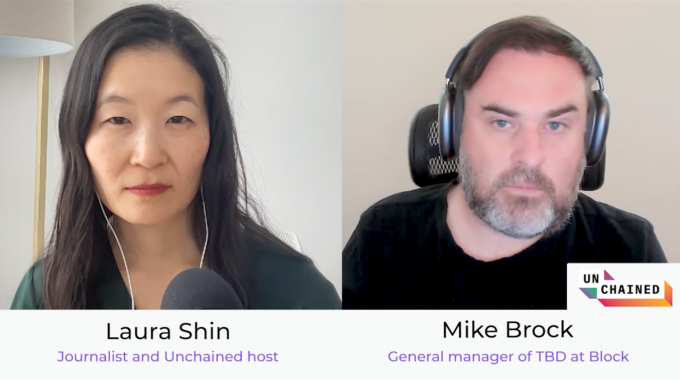 UN
CHAINED
Laura Shin
Journalist and Unchained host
Mike Brock
General manager of TBD at Block